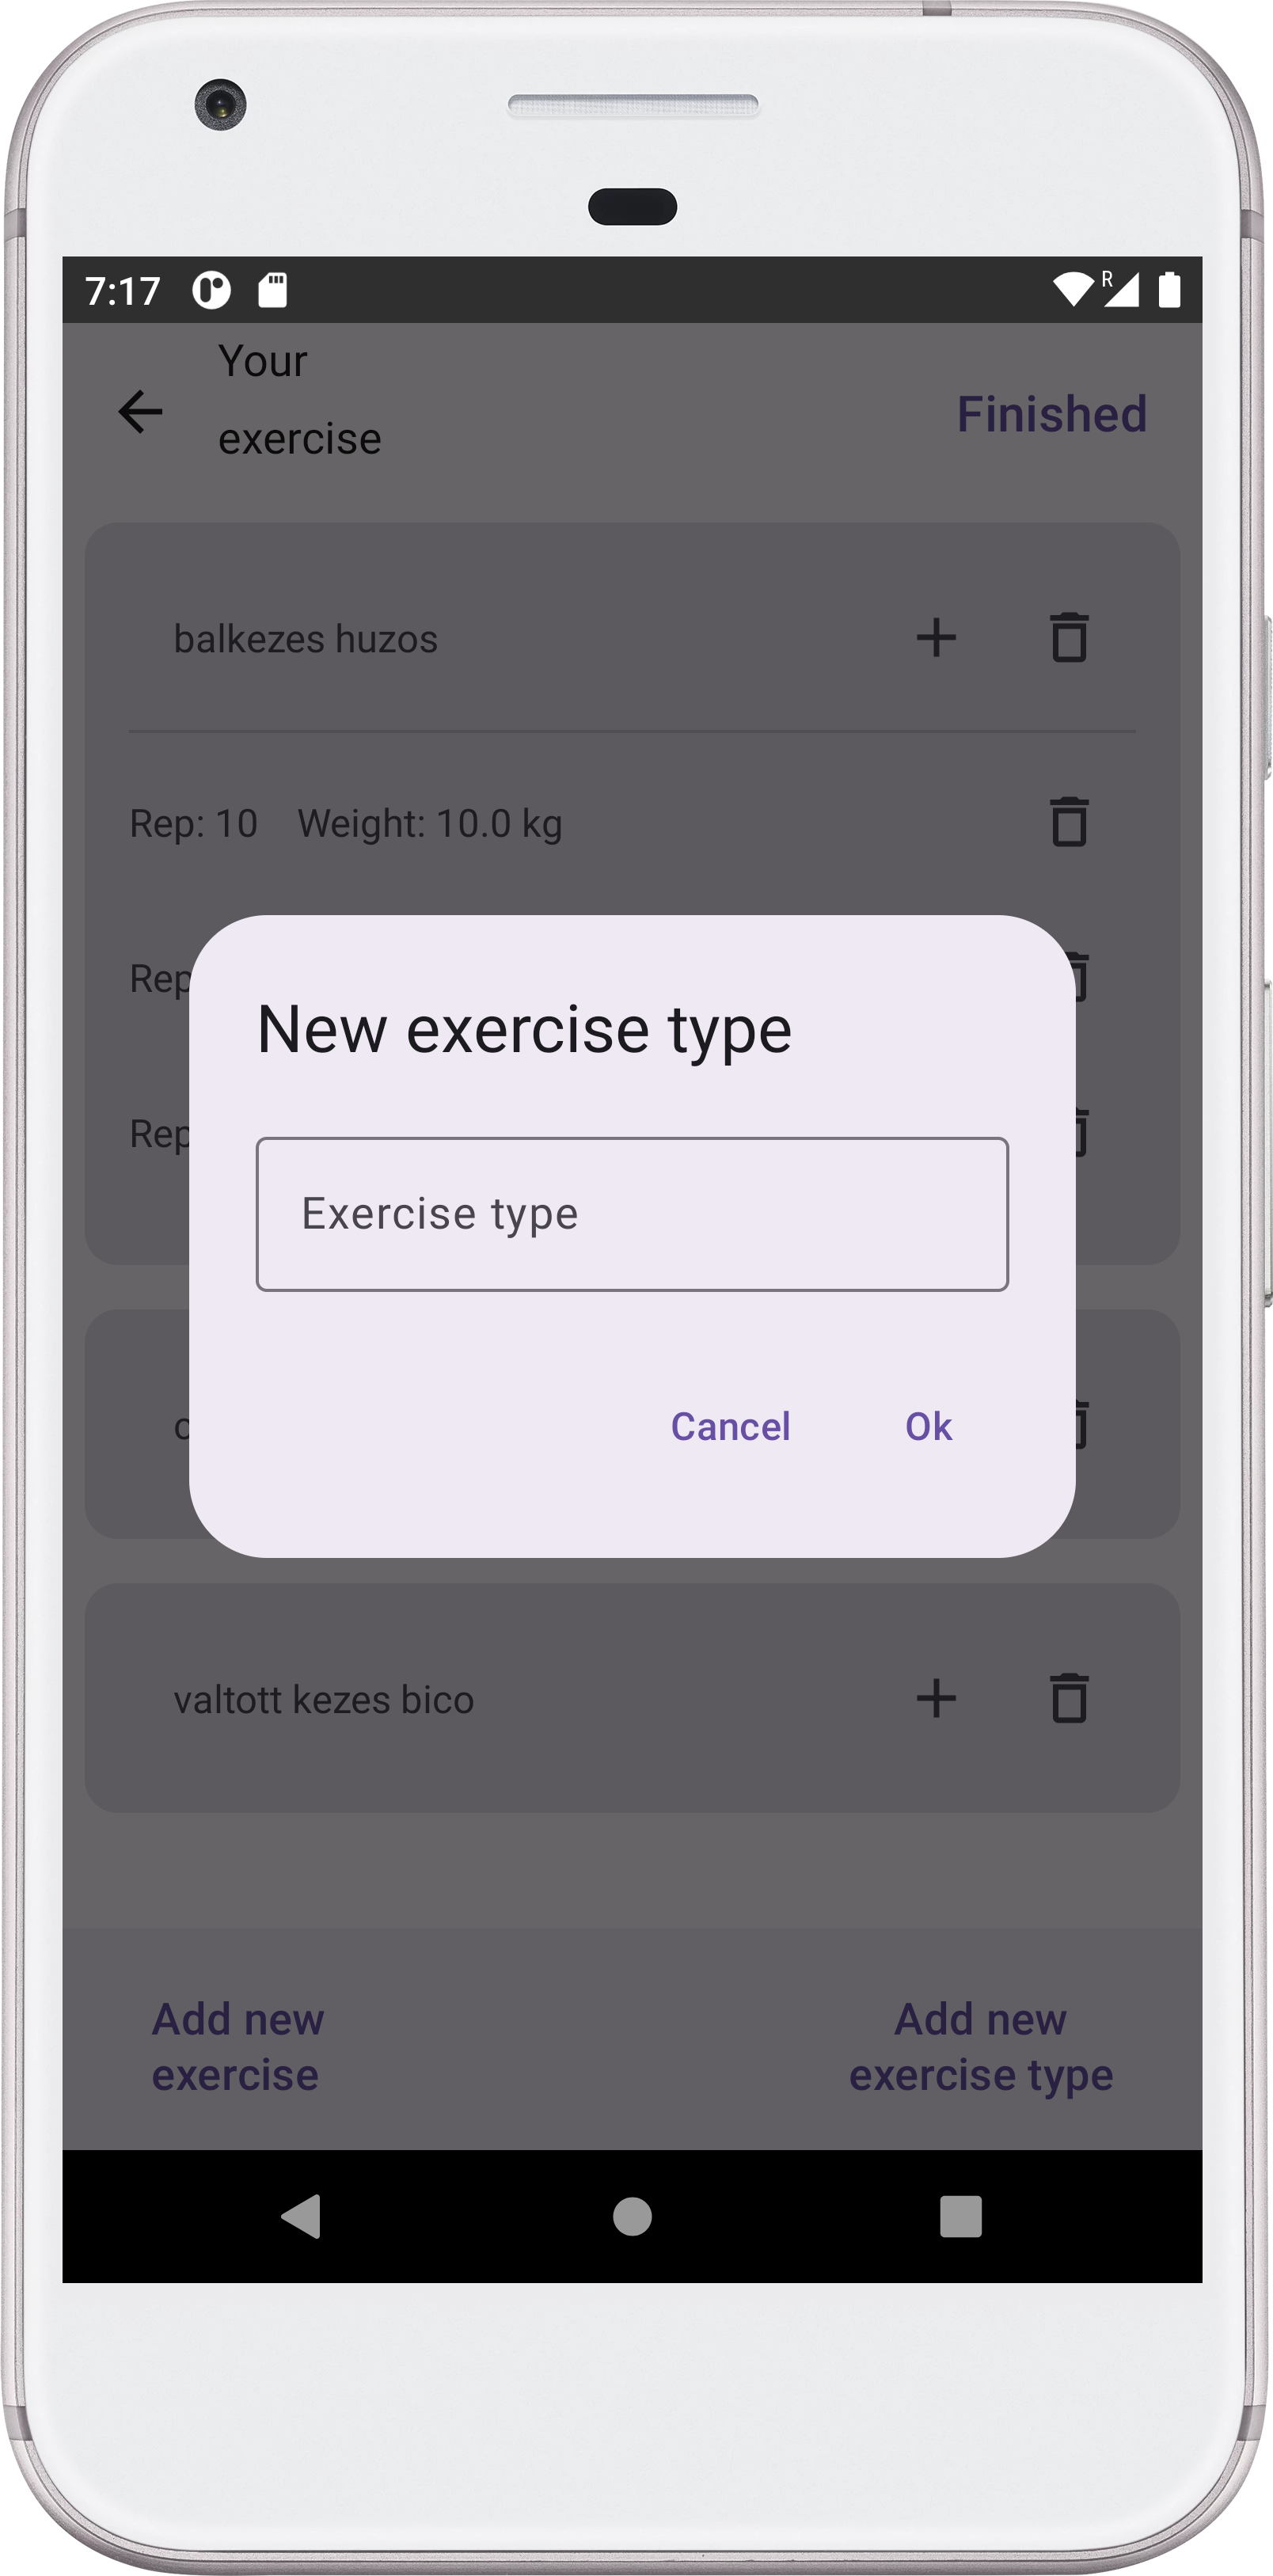 7:17
R
Your
exercise
Finished
balkezes huzos
Rep: 10 Weight: 10.0 kg
Rep
New exercise type
Rep
Exercise type
Cancel
Ok
valtott kezes bico
Add new
exercise
Add new
exercise type